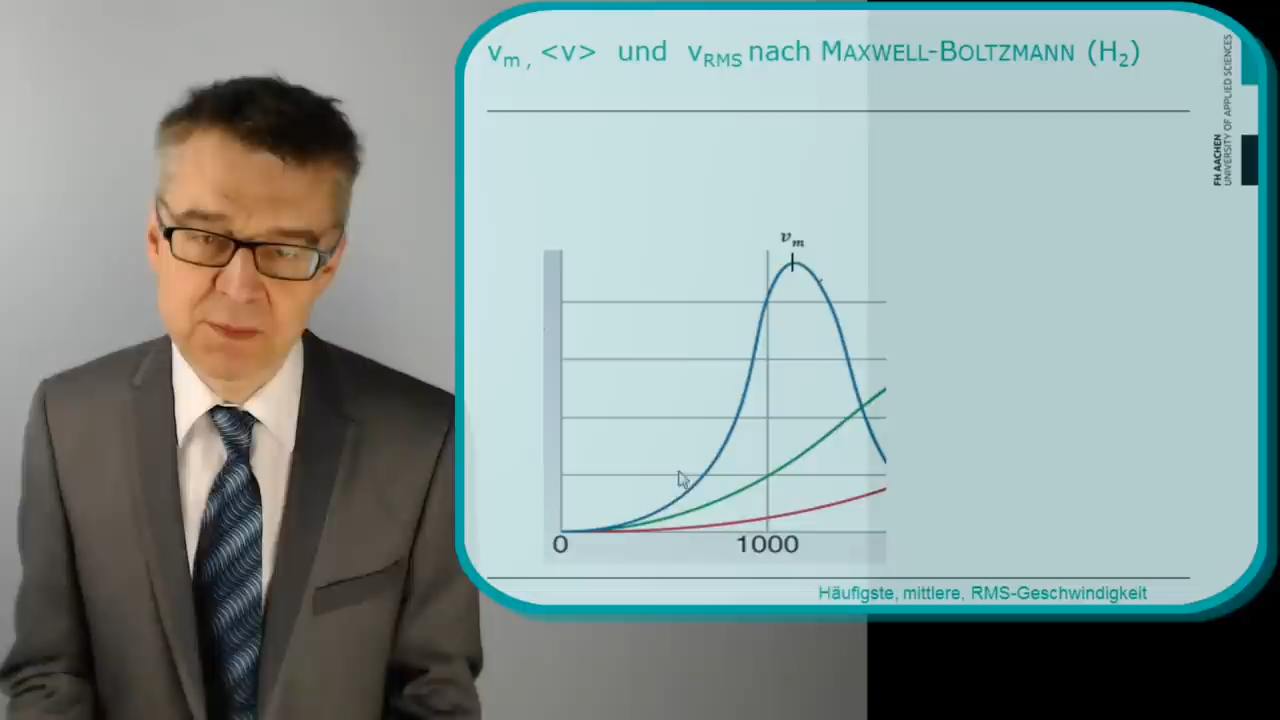 vm, <v> und vRMS nach MAXWELL-BOLTZMANN (H2)
FH AACHEN
UNIVERSITY OF APPLIED SCIENCES
vm
0 1000
Häufigste, mittlere, RMS-Geschwindigkeit